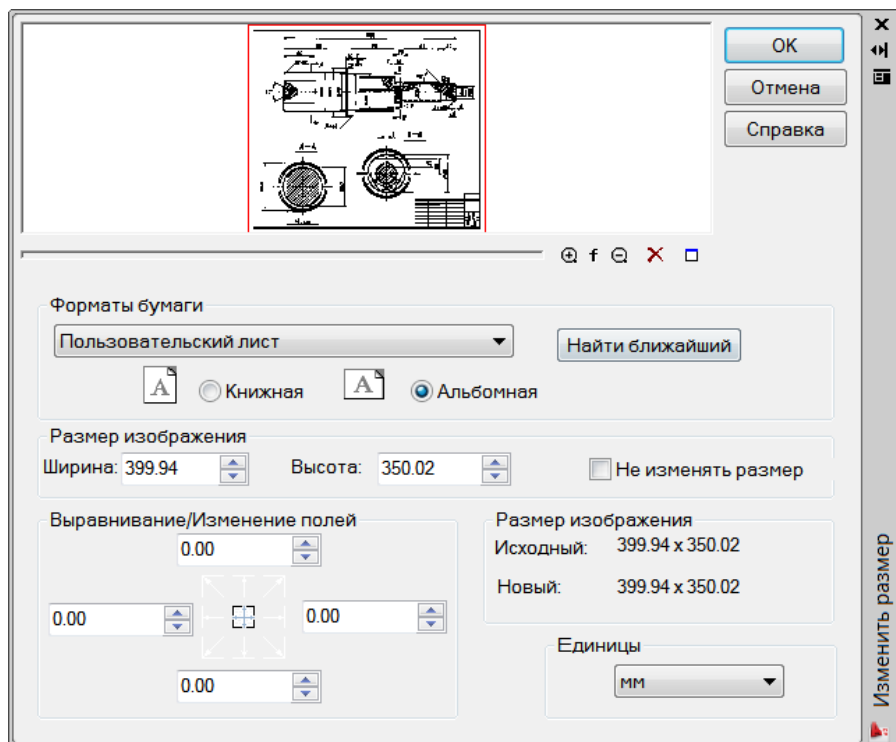 OK
Отмена
Справка
f
Форматы бумаги
Пользовательский лист
Найти ближайший
A
Книжная
A
Альбомная
Размер изображения
Ширина: 399.94
Высота: 350.02
Не изменять размер
Выравнивание/Изменение полей
0.00
0.00
0.00
0.00
Размер изображения
Исходный: 399.94 x 350.02
Новый: 399.94 x 350.02
Единицы
мм
Изменить размер